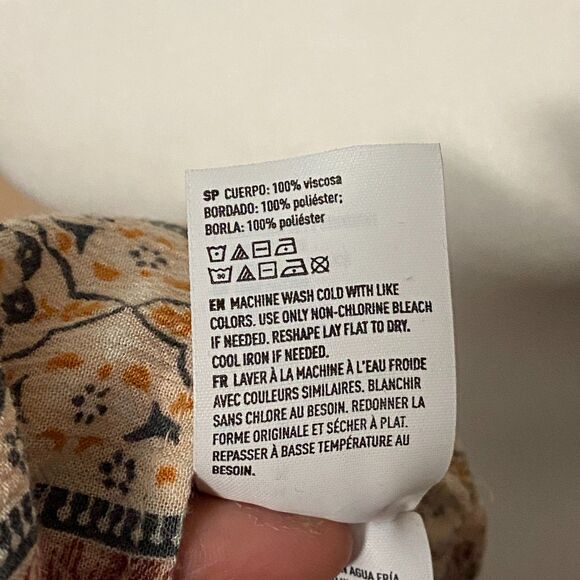 SP CUERPO: 100% viscosa
BORDADO: 100% poliéster;
BORLA: 100% poliéster
EN MACHINE WASH COLD WITH LIKE
COLORS. USE ONLY NON-CHLORINE BLEACH
IF NEEDED. RESHAPE LAY FLAT TO DRY.
COOL IRON IF NEEDED.
FR LAVER À LA MACHINE À L'EAU FROIDE
AVEC COULEURS SIMILAIRES. BLANCHIR
SANS CHLORE AU BESOIN. REDONNER LA
FORME ORIGINALE ET SÉCHER À PLAT.
REPASSER À BASSE TEMPÉRATURE AU
BESOIN.
AGUA FRÍA